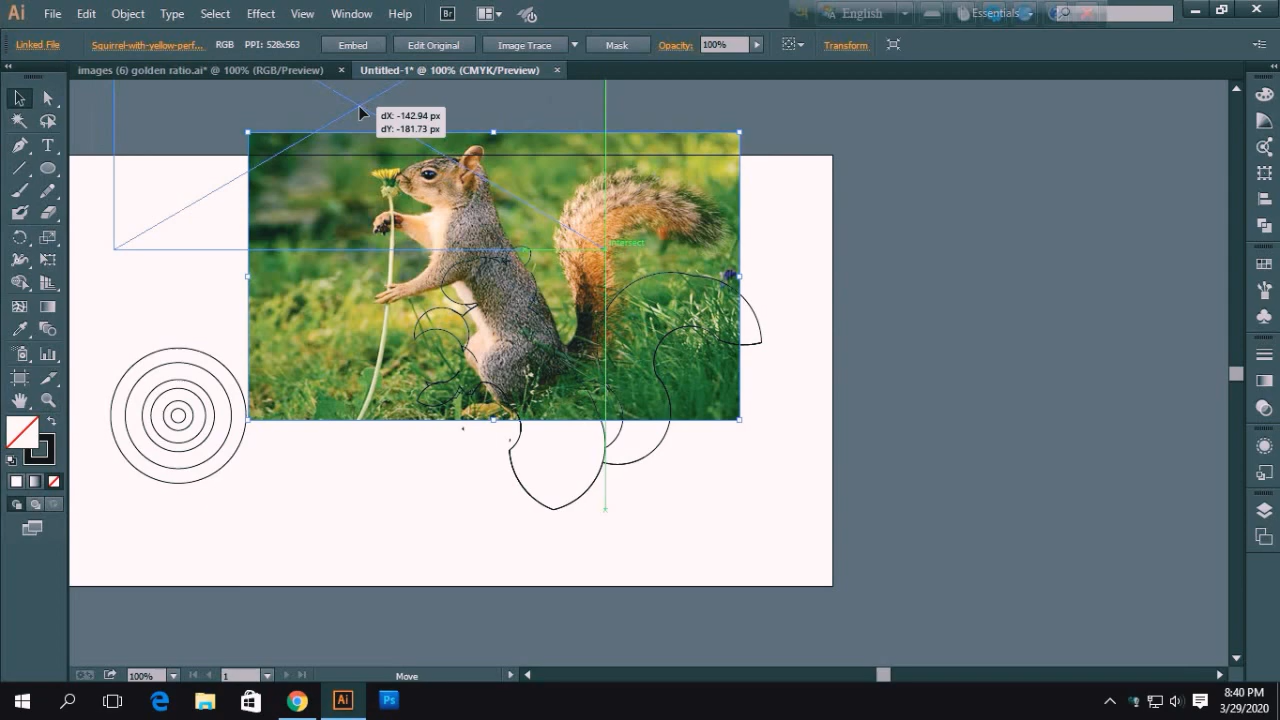 Ai File Edit Object Type Select Effect View Window Help Br English Essentials
Linked File Squirrel-with-yellow-perf... RGB PPI: 528x563 Embed Edit Original Image Trace Mask Opacity: 100% Transform
images (6) golden ratio.ai* @ 100% (RGB/Preview) × Untitled-1* @ 100% (CMYK/Preview) ×
dX: -142.94 px
dY: -181.73 px
intersect
100% 1 Move
Ai Ps 8:40 PM
3/29/2020